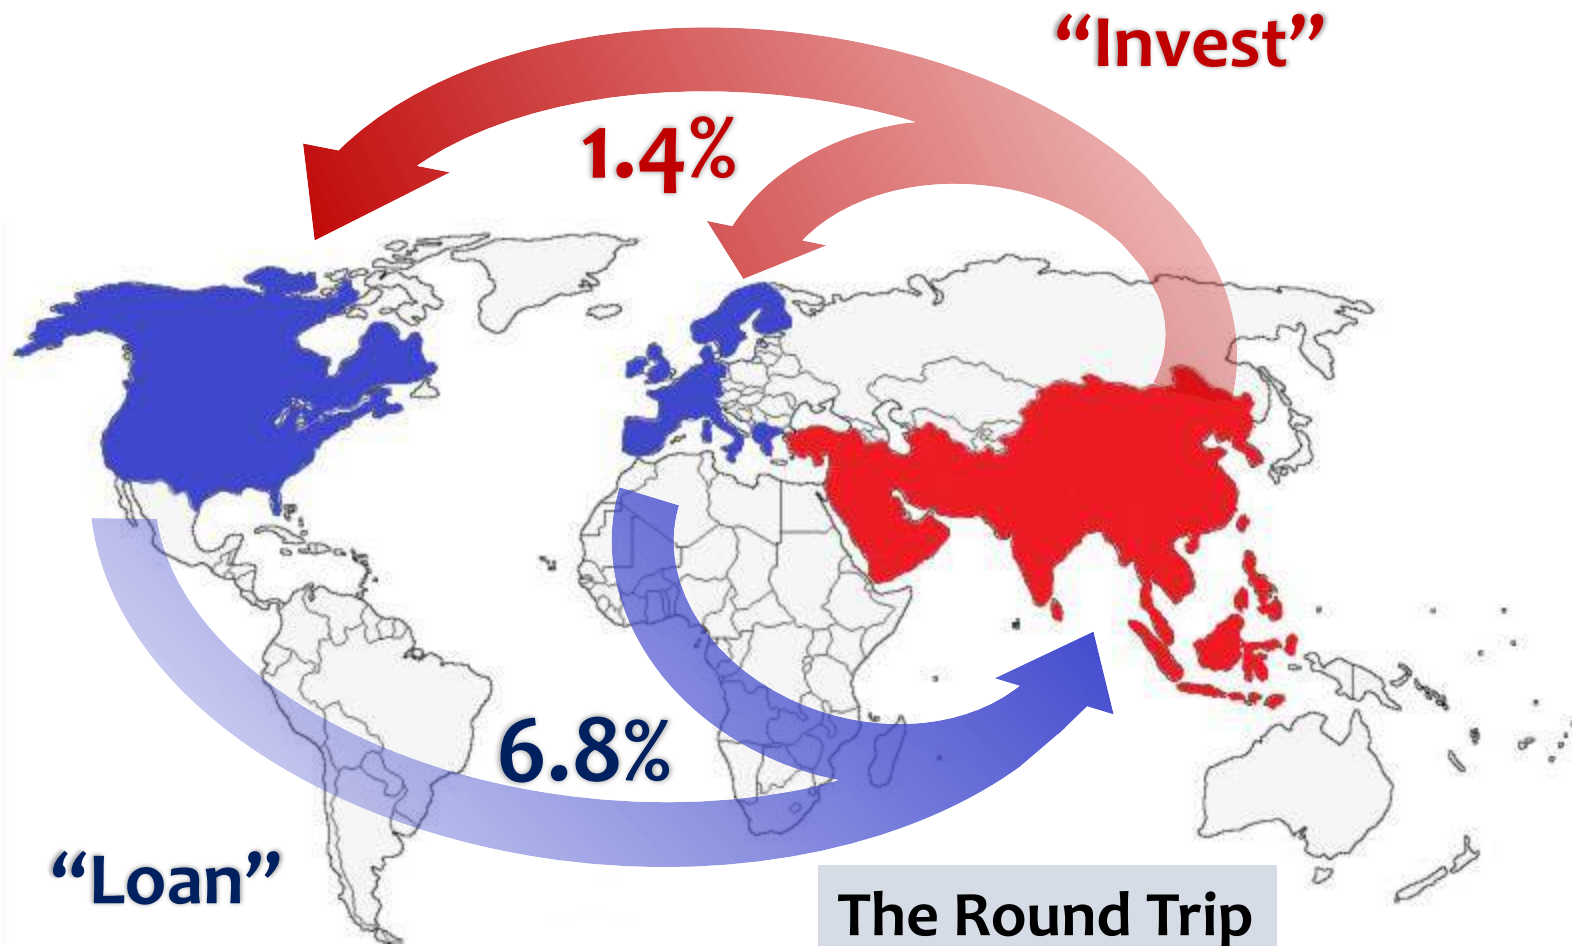 “Invest”
1.4%
6.8%
“Loan”
The Round Trip